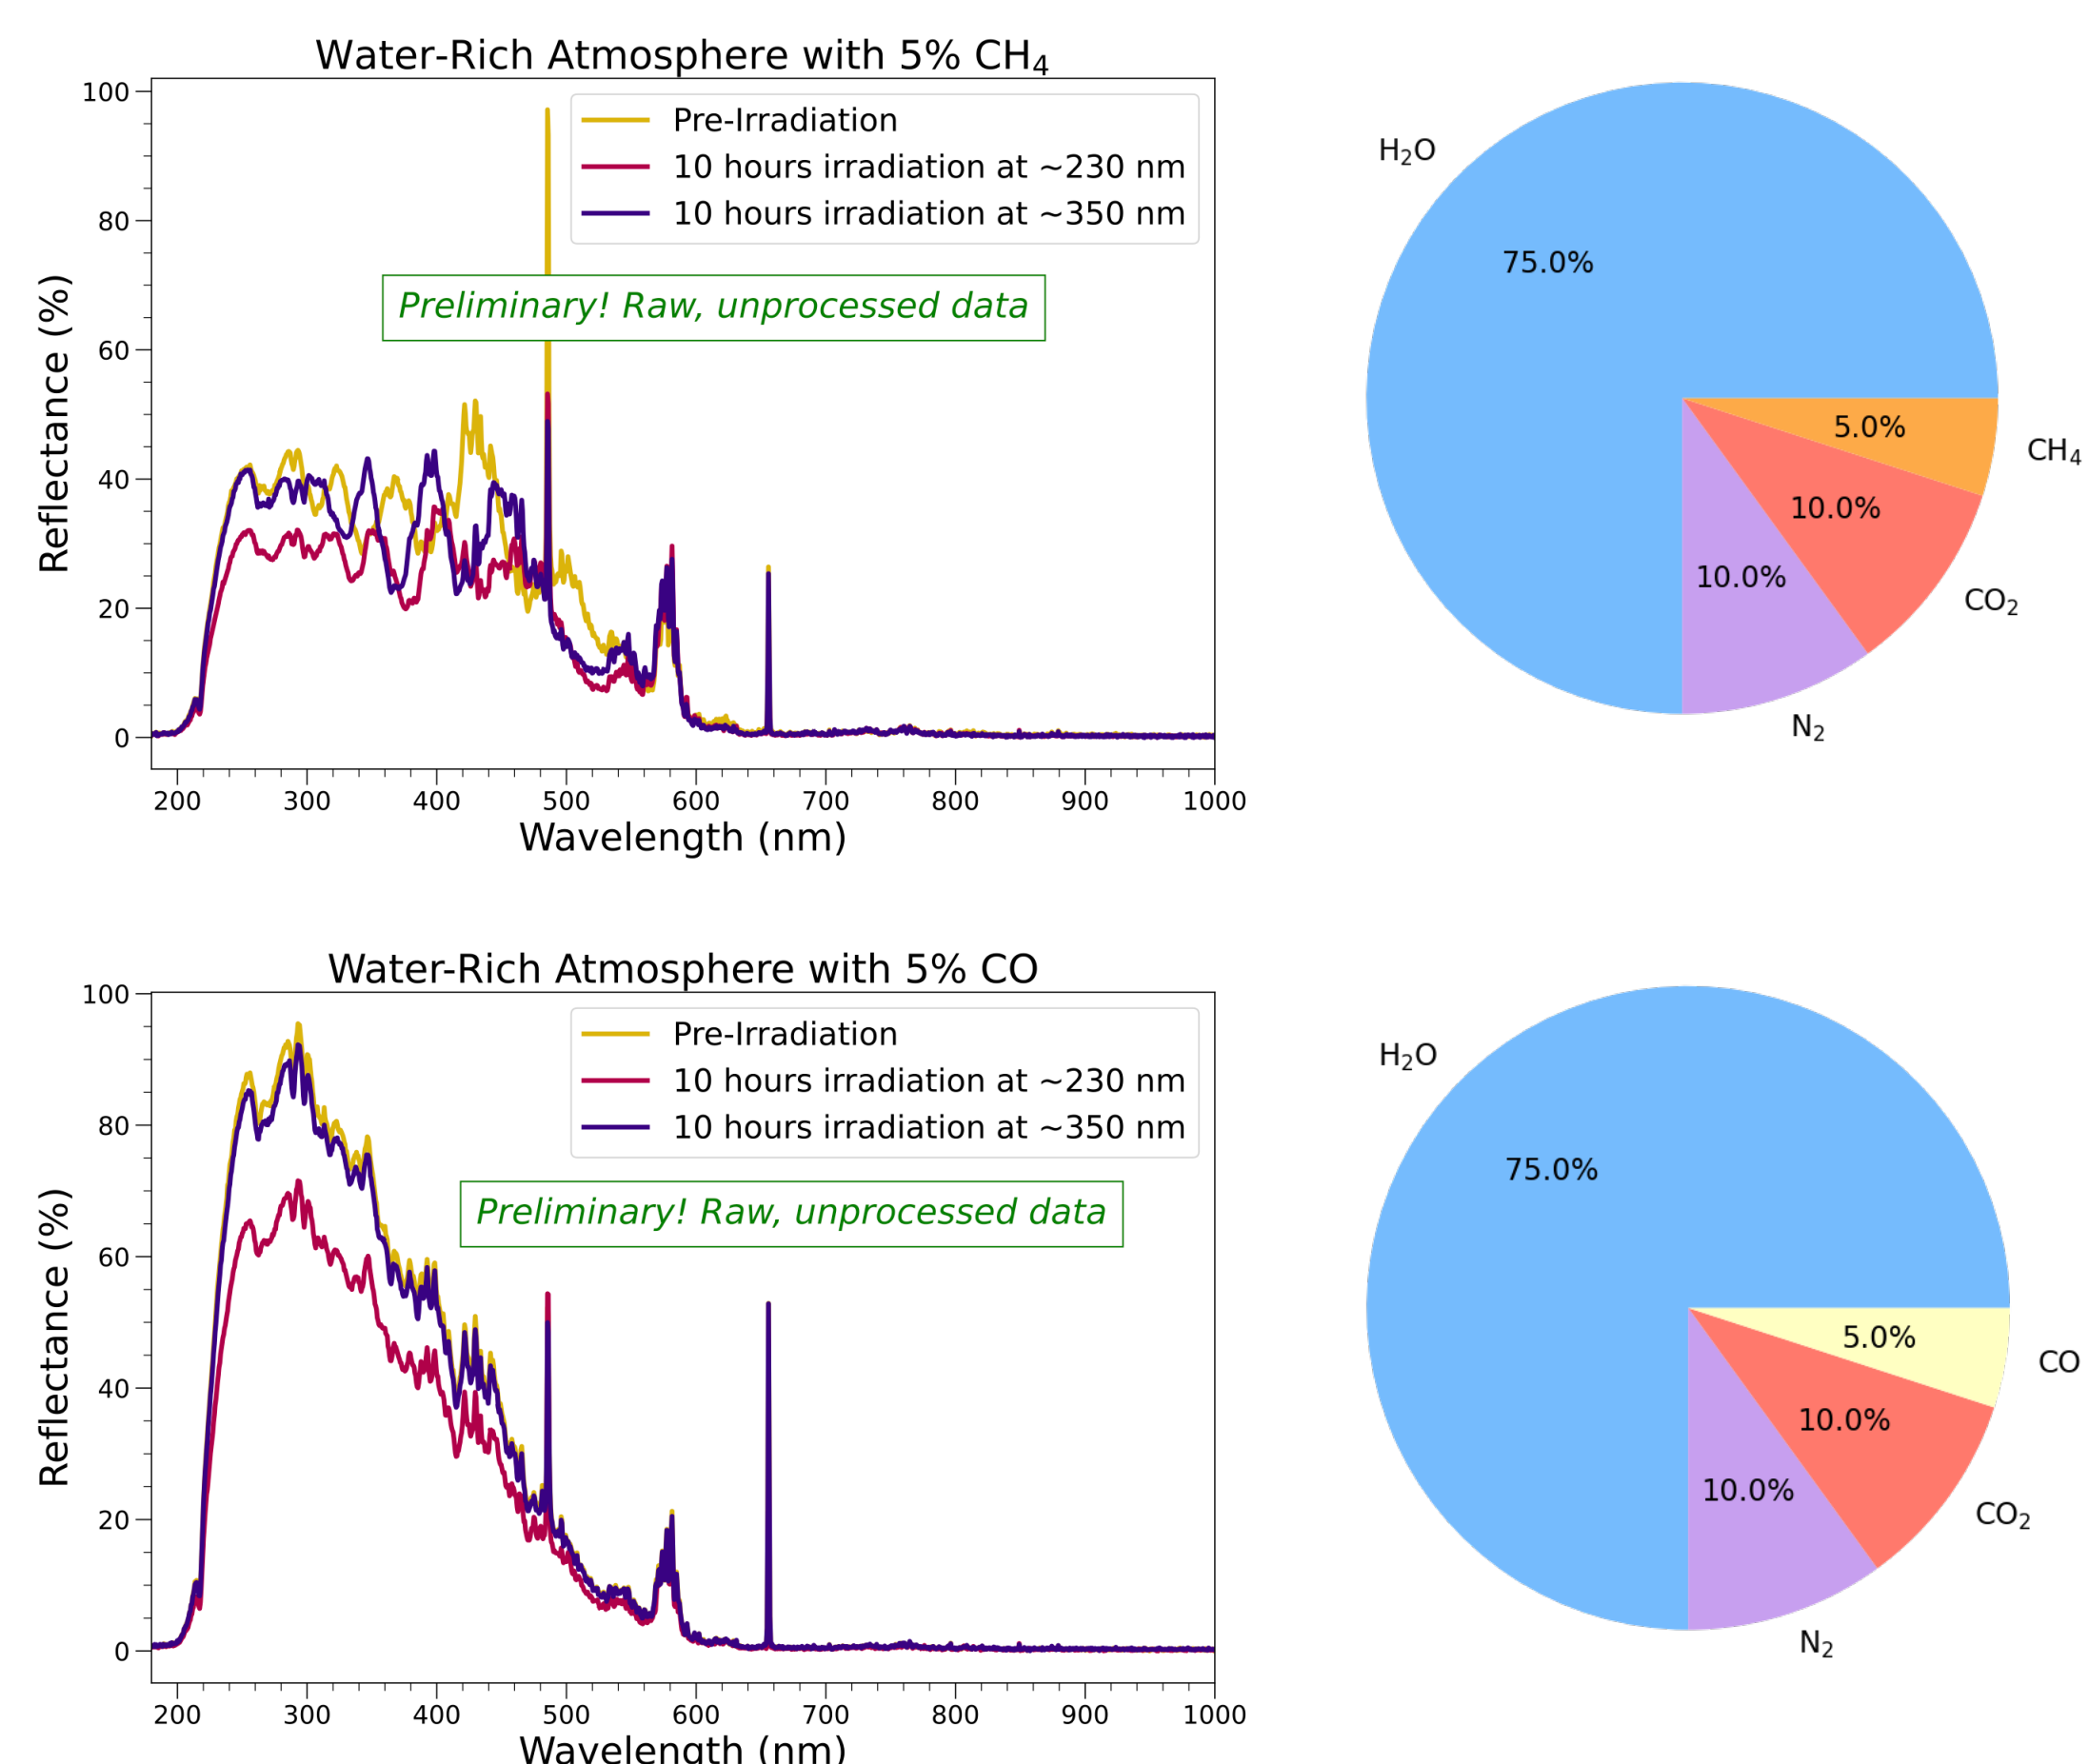 Water-Rich Atmosphere with 5% CH₄
100
80
60
40
20
0
Reflectance (%)
Pre-Irradiation
10 hours irradiation at ~230 nm
10 hours irradiation at ~350 nm
Preliminary! Raw, unprocessed data
200 300 400 500 600 700 800 900 1000
Wavelength (nm)
H₂O
75.0%
5.0%
CH₄
10.0%
CO₂
10.0%
N₂
Water-Rich Atmosphere with 5% CO
100
80
60
40
20
0
Reflectance (%)
Pre-Irradiation
10 hours irradiation at ~230 nm
10 hours irradiation at ~350 nm
Preliminary! Raw, unprocessed data
200 300 400 500 600 700 800 900 1000
Wavelength (nm)
H₂O
75.0%
5.0%
CO
10.0%
CO₂
10.0%
N₂